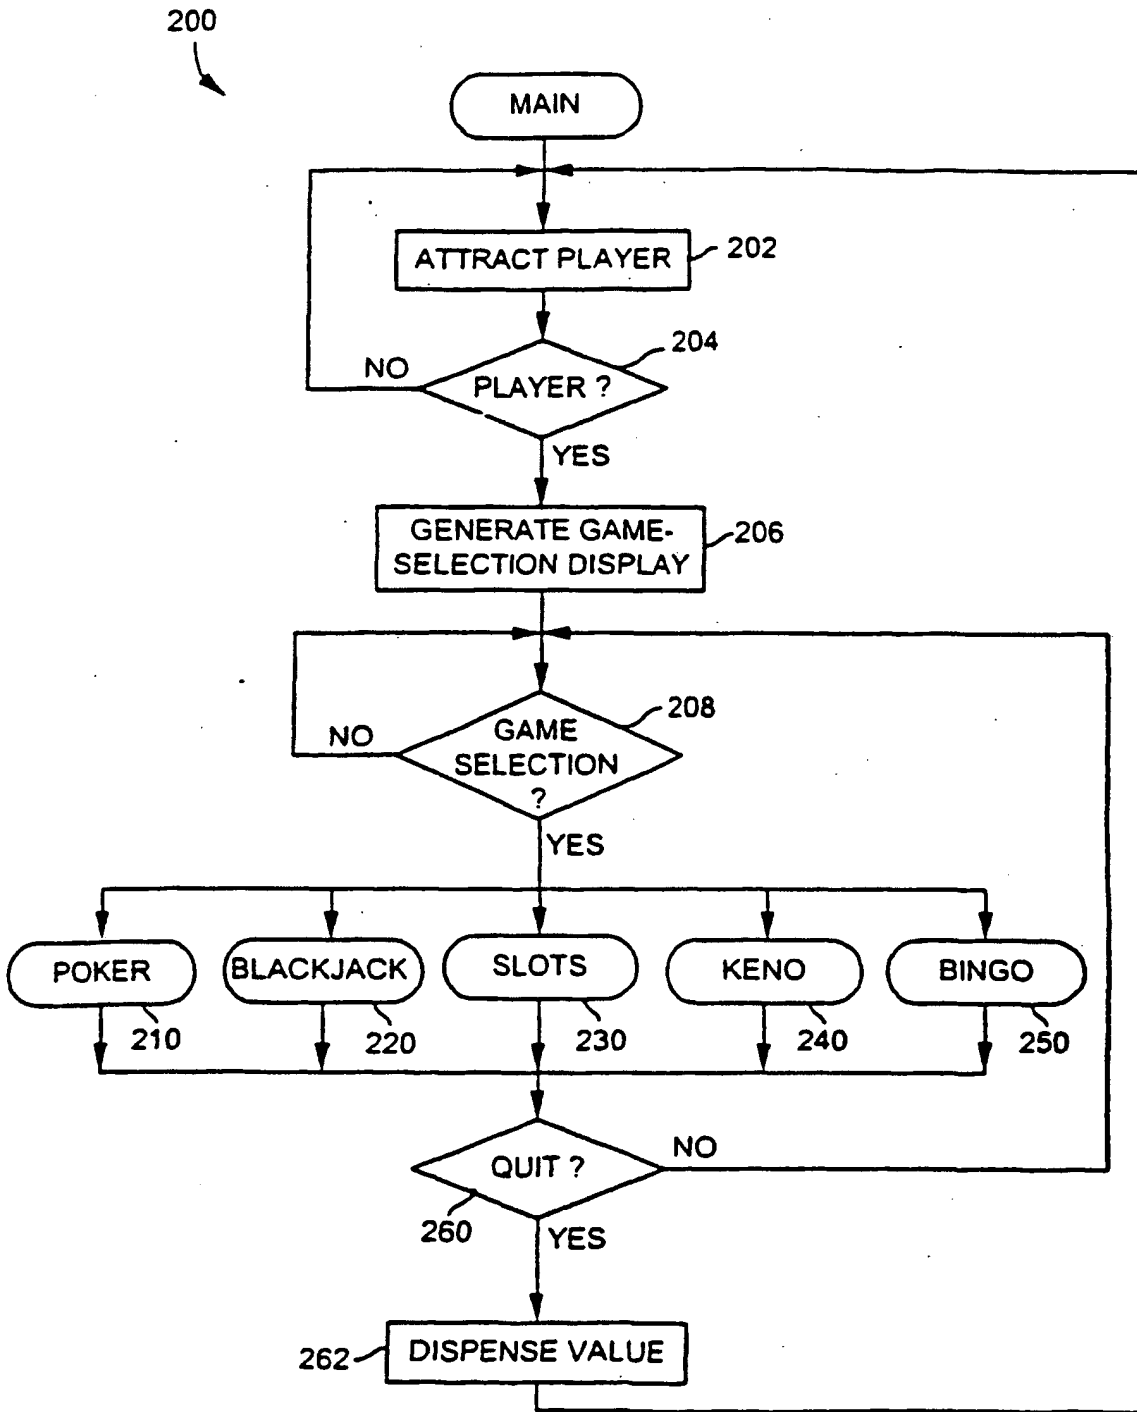 200
MAIN
ATTRACT PLAYER
202
204
NO
PLAYER ?
YES
GENERATE GAME-
SELECTION DISPLAY
206
208
NO
GAME
SELECTION
?
YES
POKER
BLACKJACK
SLOTS
KENO
BINGO
210
220
230
240
250
QUIT ?
NO
260
YES
262
DISPENSE VALUE